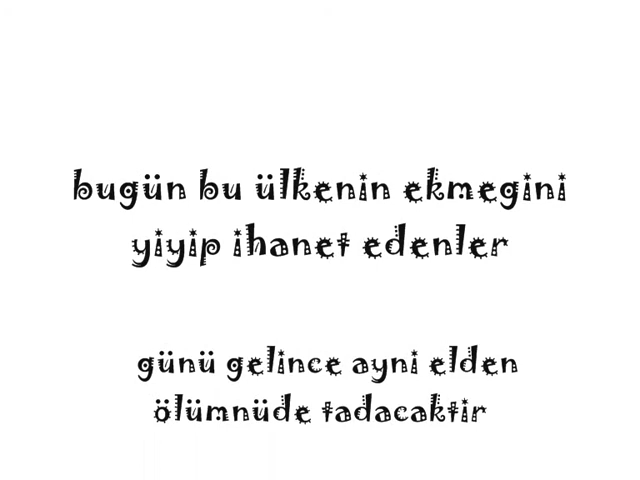 bugün bu ülkenin ekmegini
yiyip ihanet edenler
günü gelince ayni elden
ölümnüde tadacaktir